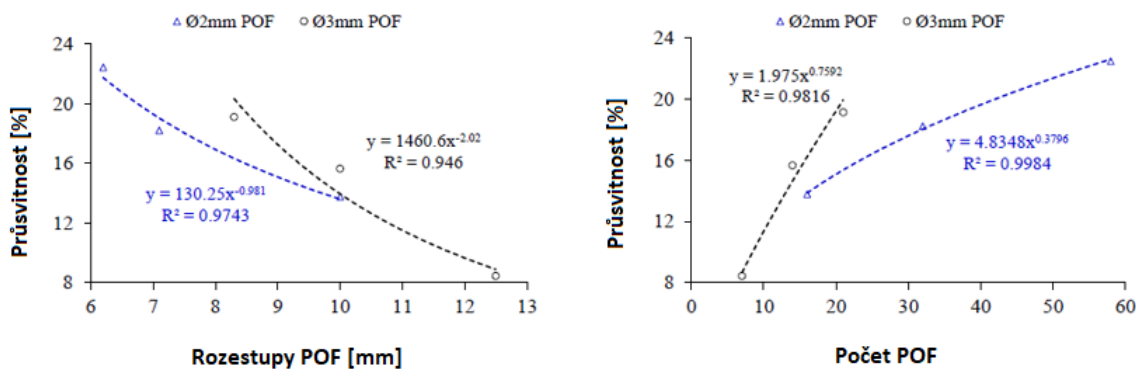 Ø2mm POF Ø3mm POF
24
20
16
12
8
6 7 8 9 10 11 12 13
Průsvitnost [%]
Rozestupy POF [mm]
y = 1460.6x^-2.02
R² = 0.946
y = 130.25x^-0.981
R² = 0.9743
Ø2mm POF Ø3mm POF
24
20
16
12
8
0 10 20 30 40 50 60
Průsvitnost [%]
Počet POF
y = 1.975x^0.7592
R² = 0.9816
y = 4.8348x^0.3796
R² = 0.9984